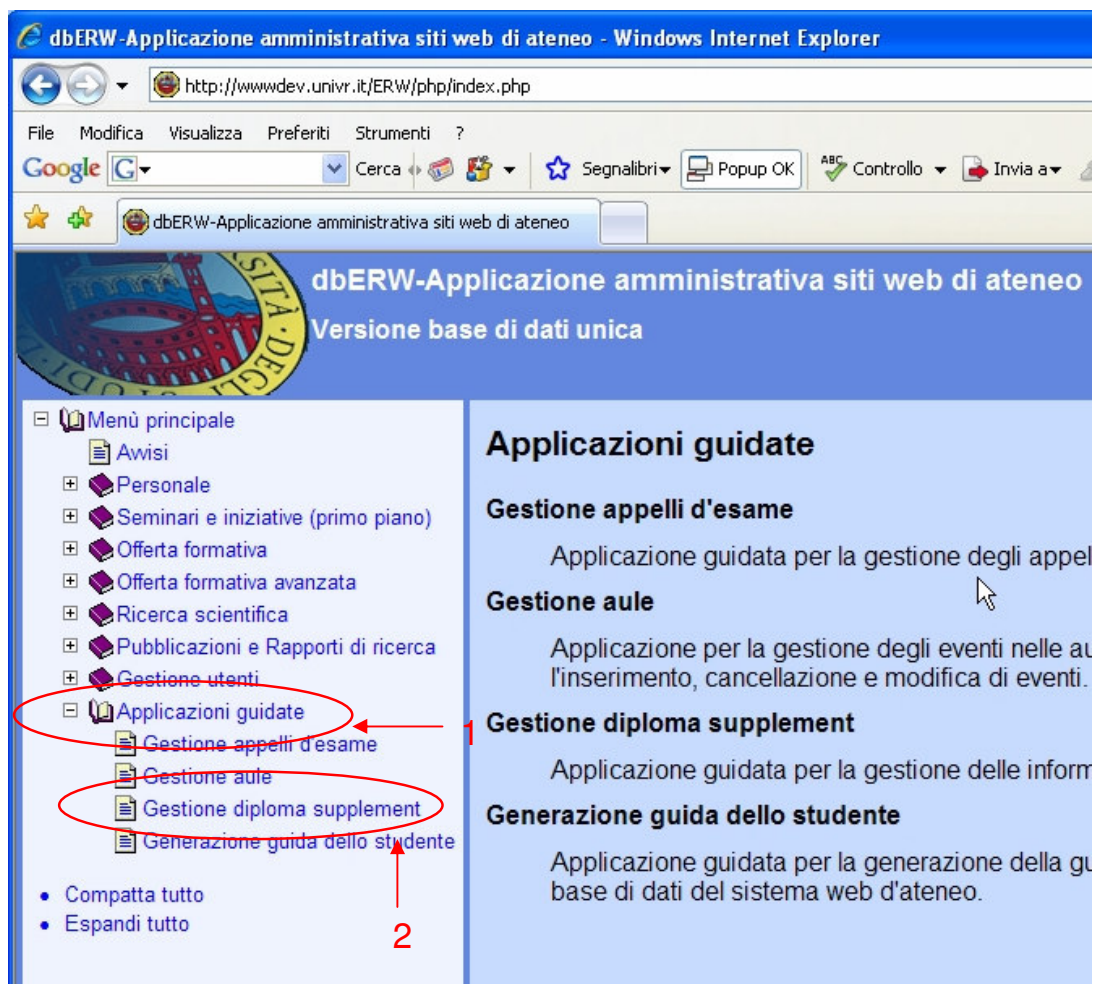 dbERW-Applicazione amministrativa siti web di ateneo - Windows Internet Explorer
http://wwwdev.univr.it/ERW/php/index.php
File Modifica Visualizza Preferiti Strumenti ?
Google G Cerca Segnalibri Popup OK ABC Controllo Invia a
dbERW-Applicazione amministrativa siti web di ateneo
SITÀ · DEGLI STUDI
dbERW-Applicazione amministrativa siti web di ateneo
Versione base di dati unica
Menù principale
Avvisi
Personale
Seminari e iniziative (primo piano)
Offerta formativa
Offerta formativa avanzata
Ricerca scientifica
Pubblicazioni e Rapporti di ricerca
Gestione utenti
Applicazioni guidate
1
Gestione appelli d'esame
Gestione aule
Gestione diploma supplement
Generazione guida dello studente
2
Compatta tutto
Espandi tutto
Applicazioni guidate
Gestione appelli d'esame
Applicazione guidata per la gestione degli appel
Gestione aule
Applicazione per la gestione degli eventi nelle au
l'inserimento, cancellazione e modifica di eventi.
Gestione diploma supplement
Applicazione guidata per la gestione delle inform
Generazione guida dello studente
Applicazione guidata per la generazione della gu
base di dati del sistema web d'ateneo.